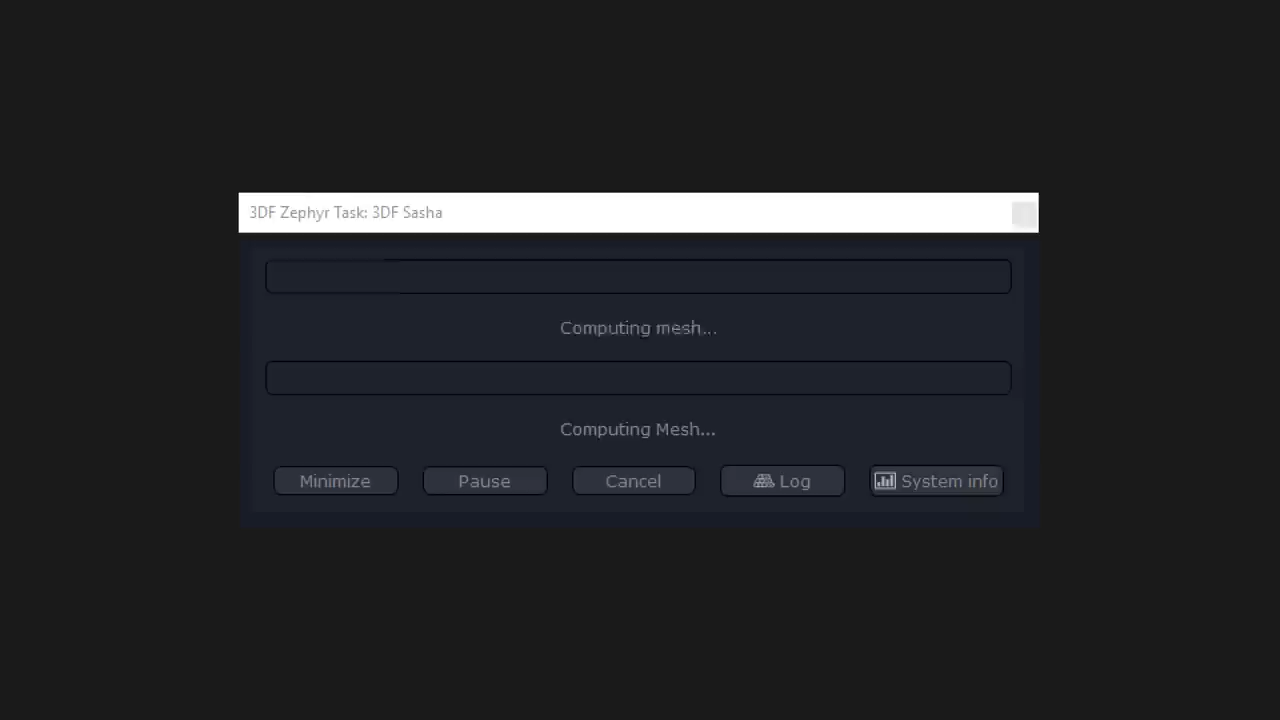 3DF Zephyr Task: 3DF Sasha
Computing mesh...
Computing Mesh...
Minimize Pause Cancel Log System info